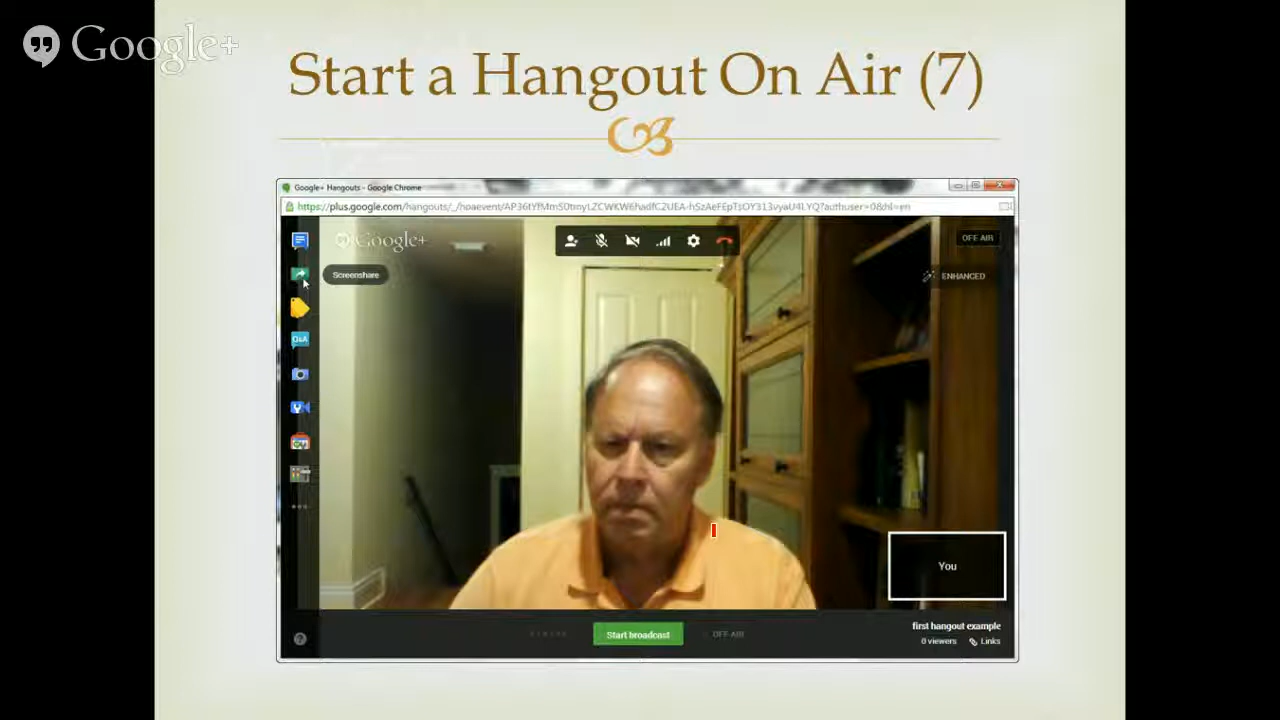 Google+
Start a Hangout On Air (7)
Google+ Hangouts - Google Chrome
Google+
OFF AIR
Screenshare
ENHANCED
Q&A
You
first hangout example
Start broadcast
OFF AIR
0 viewers
Links